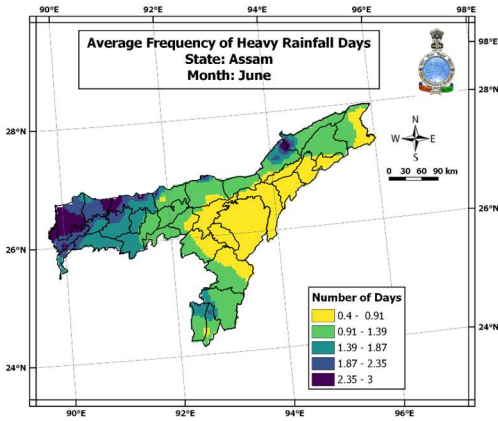 90°E 92°E 94°E 96°E 98°E
Average Frequency of Heavy Rainfall Days
State: Assam
Month: June
98°E
28°N
N
W E
S
0 30 60 90 km
28°N
26°N
26°N
Number of Days
0.4 - 0.91
0.91 - 1.39
1.39 - 1.87
1.87 - 2.35
2.35 - 3
24°N
24°N
90°E 92°E 94°E 96°E